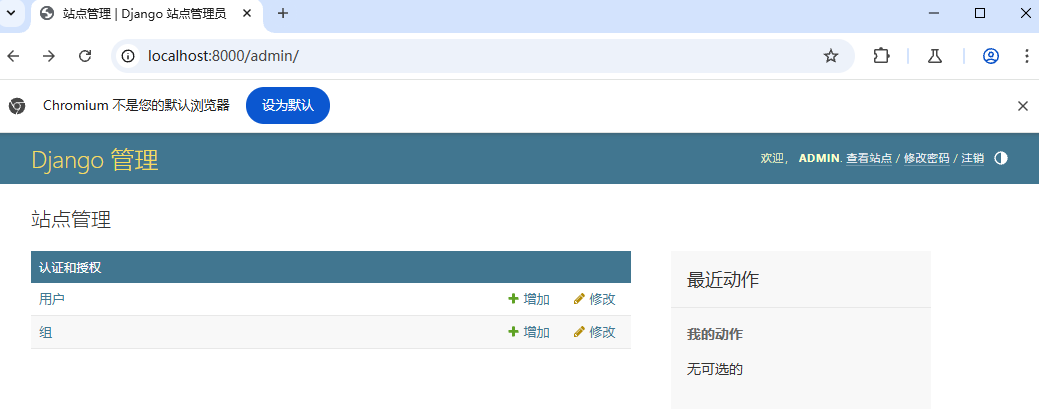 站点管理 | Django 站点管理员
localhost:8000/admin/
Chromium 不是您的默认浏览器 设为默认
Django 管理
欢迎， ADMIN. 查看站点 / 修改密码 / 注销
站点管理
认证和授权
用户 增加 修改
组 增加 修改
最近动作
我的动作
无可选的